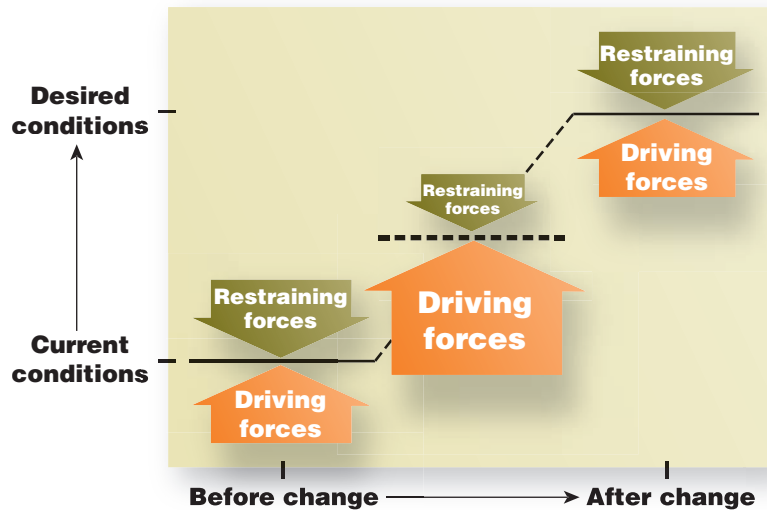 Restraining
forces
Desired
conditions
Driving
forces
Restraining
forces
Restraining
forces
Driving
forces
Current
conditions
Driving
forces
Before change
After change